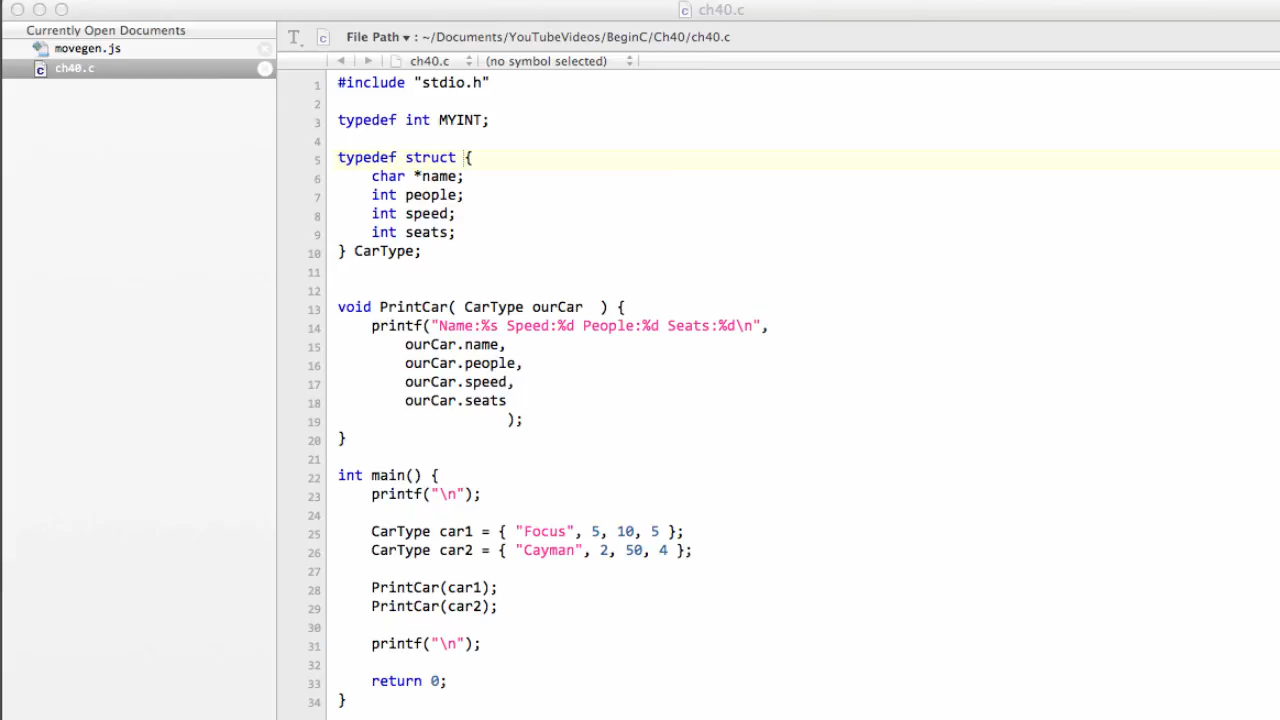 ch40.c
Currently Open Documents
movegen.js
ch40.c
File Path ▾ : ~/Documents/YouTubeVideos/BeginC/Ch40/ch40.c
ch40.c (no symbol selected)
1 #include "stdio.h"
2
3 typedef int MYINT;
4
5 typedef struct {
6 char *name;
7 int people;
8 int speed;
9 int seats;
10 } CarType;
11
12
13 void PrintCar( CarType ourCar  ) {
14 printf("Name:%s Speed:%d People:%d Seats:%d\n",
15 ourCar.name,
16 ourCar.people,
17 ourCar.speed,
18 ourCar.seats
19 );
20 }
21
22 int main() {
23 printf("\n");
24
25 CarType car1 = { "Focus", 5, 10, 5 };
26 CarType car2 = { "Cayman", 2, 50, 4 };
27
28 PrintCar(car1);
29 PrintCar(car2);
30
31 printf("\n");
32
33 return 0;
34 }